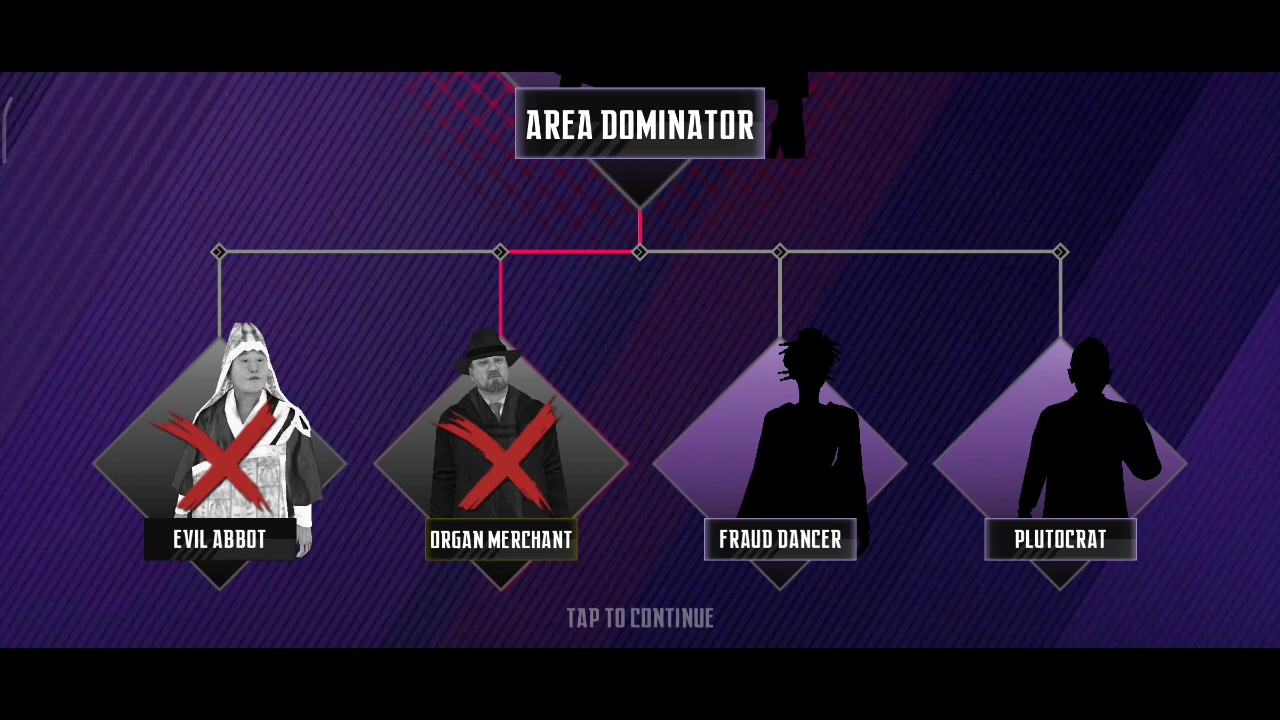 AREA DOMINATOR
EVIL ABBOT
ORGAN MERCHANT
FRAUD DANCER
PLUTOCRAT
TAP TO CONTINUE